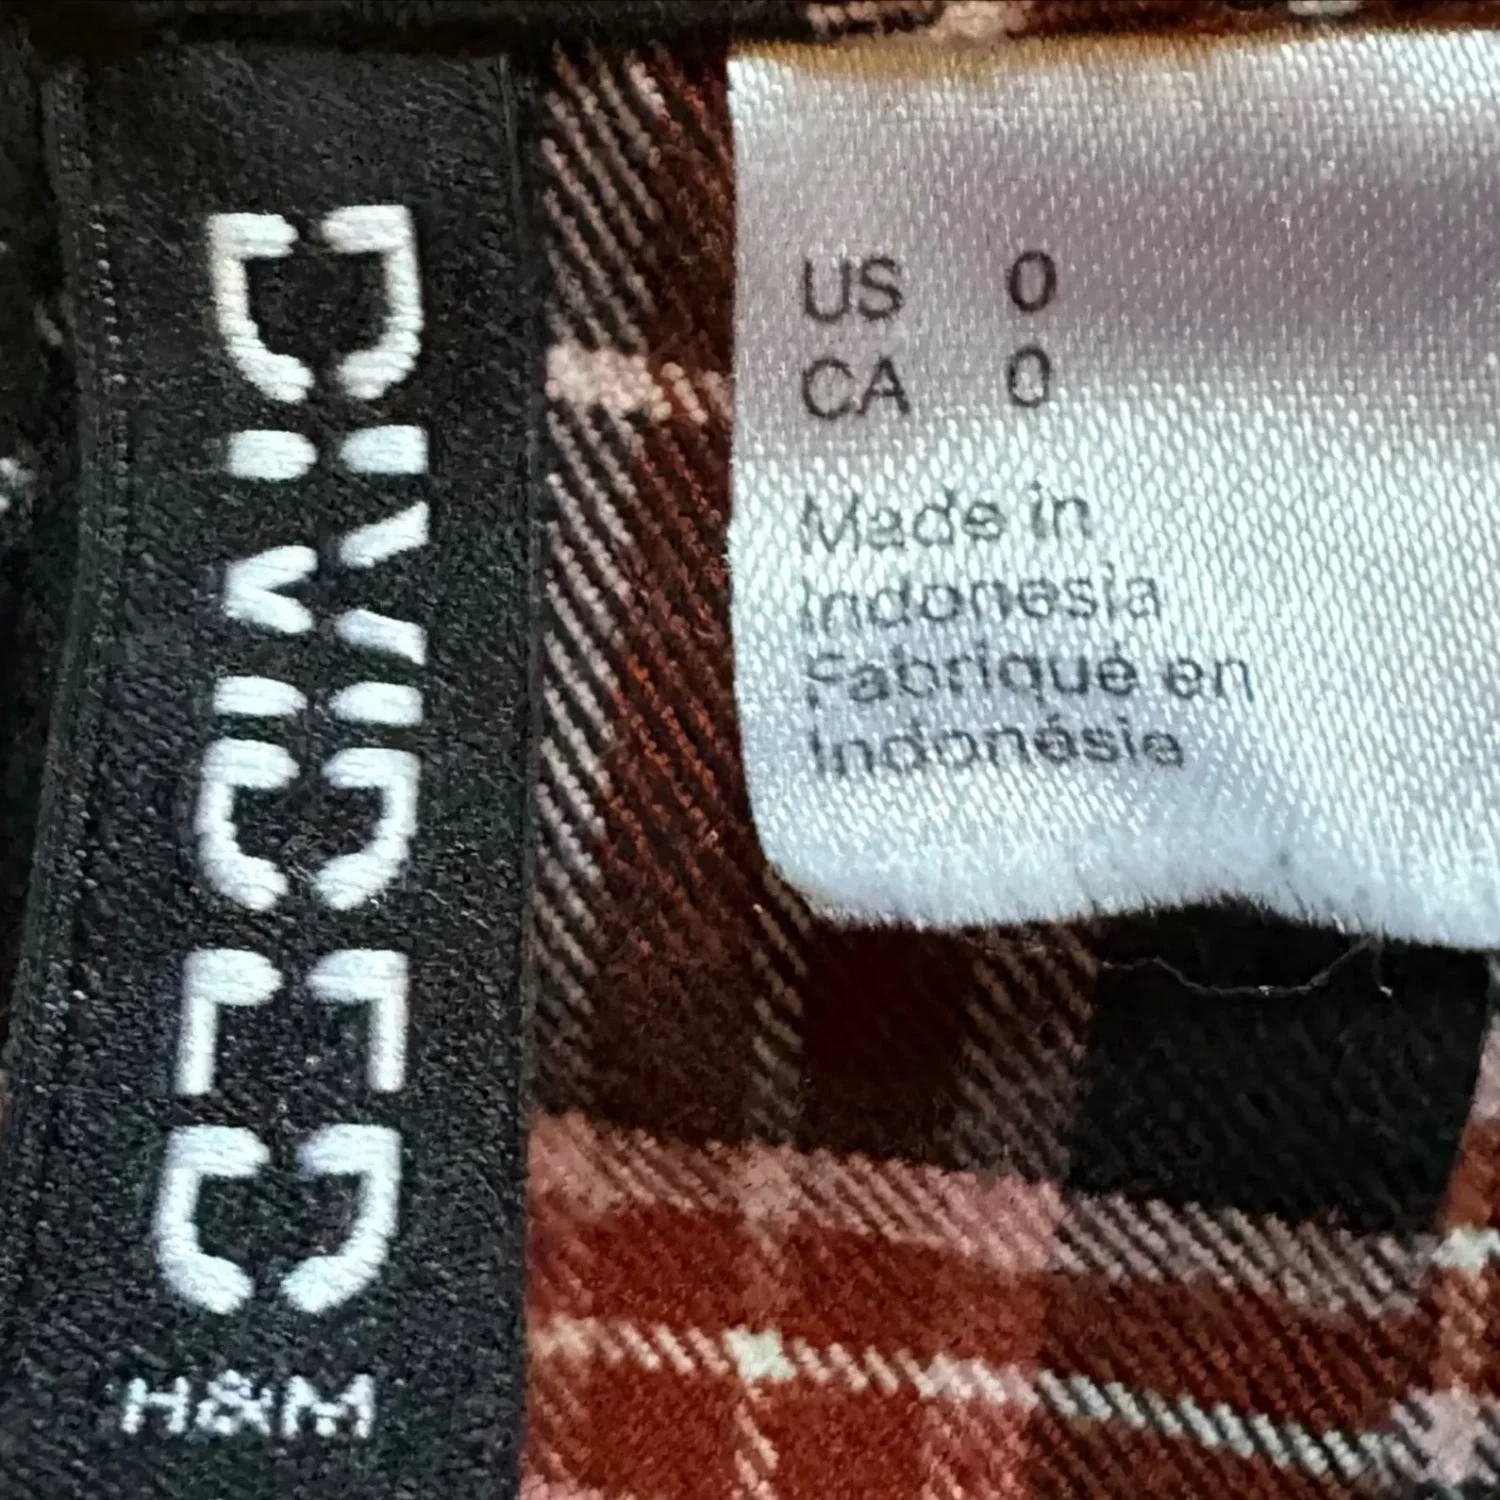 DIVIDED
H&M
US 0
CA 0
Made in
Indonesia
Fabriqué en
Indonésie